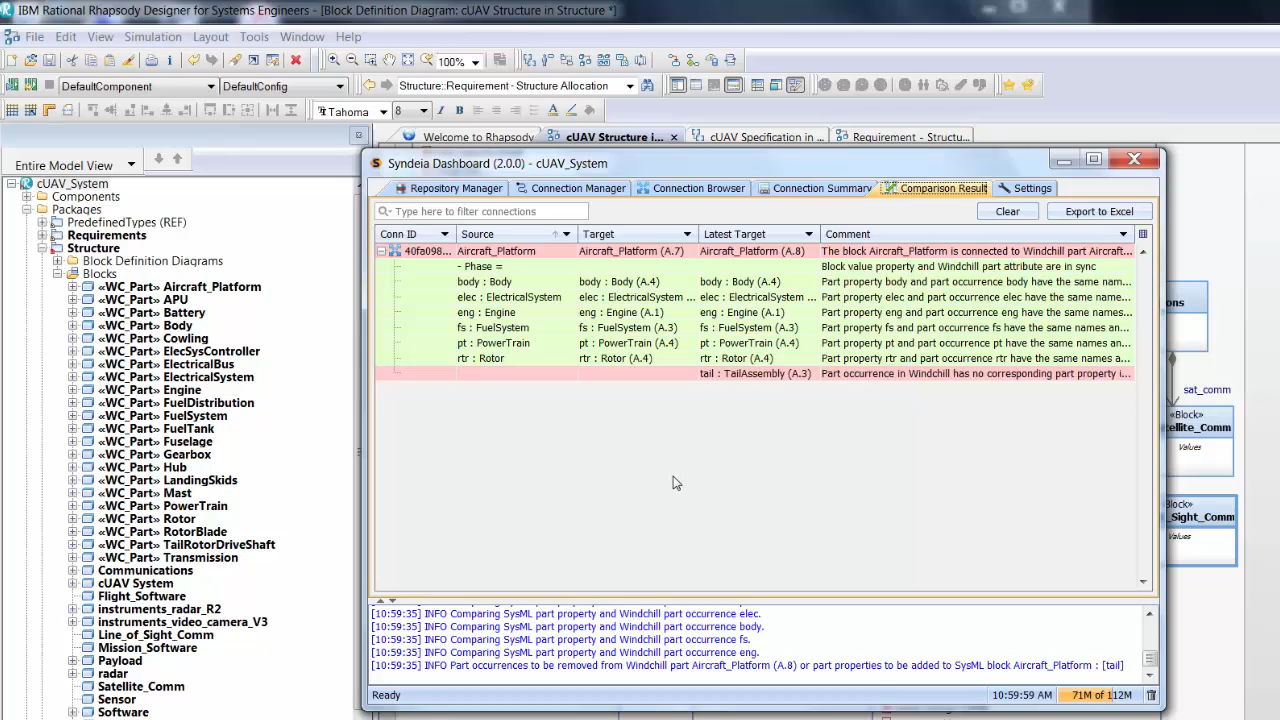 IBM Rational Rhapsody Designer for Systems Engineers - [Block Definition Diagram: cUAV Structure in Structure *]
File Edit View Simulation Layout Tools Window Help
100%
DefaultComponent DefaultConfig Structure::Requirement - Structure Allocation
Tahoma 8 I B
Welcome to Rhapsody cUAV Structure i... x cUAV Specification in ... Requirement - Structu...
Entire Model View
cUAV_System
Components
Packages
PredefinedTypes (REF)
Requirements
Structure
Block Definition Diagrams
Blocks
«WC_Part» Aircraft_Platform
«WC_Part» APU
«WC_Part» Battery
«WC_Part» Body
«WC_Part» Cowling
«WC_Part» ElecSysController
«WC_Part» ElectricalBus
«WC_Part» ElectricalSystem
«WC_Part» Engine
«WC_Part» FuelDistribution
«WC_Part» FuelSystem
«WC_Part» FuelTank
«WC_Part» Fuselage
«WC_Part» Gearbox
«WC_Part» Hub
«WC_Part» LandingSkids
«WC_Part» Mast
«WC_Part» PowerTrain
«WC_Part» Rotor
«WC_Part» RotorBlade
«WC_Part» TailRotorDriveShaft
«WC_Part» Transmission
Communications
cUAV System
Flight_Software
instruments_radar_R2
instruments_video_camera_V3
Line_of_Sight_Comm
Mission_Software
Payload
radar
Satellite_Comm
Sensor
Software
Syndeia Dashboard (2.0.0) - cUAV_System
Repository Manager Connection Manager Connection Browser Connection Summary Comparison Result Settings
Type here to filter connections Clear Export to Excel
Conn ID Source Target Latest Target Comment
40fa098... Aircraft_Platform Aircraft_Platform (A.7) Aircraft_Platform (A.8) The block Aircraft_Platform is connected to Windchill part Aircraft...
- Phase = Block value property and Windchill part attribute are in sync
body : Body body : Body (A.4) body : Body (A.4) Part property body and part occurrence body have the same nam...
elec : ElectricalSystem elec : ElectricalSystem ... elec : ElectricalSystem ... Part property elec and part occurrence elec have the same names...
eng : Engine eng : Engine (A.1) eng : Engine (A.1) Part property eng and part occurrence eng have the same names...
fs : FuelSystem fs : FuelSystem (A.3) fs : FuelSystem (A.3) Part property fs and part occurrence fs have the same names an...
pt : PowerTrain pt : PowerTrain (A.4) pt : PowerTrain (A.4) Part property pt and part occurrence pt have the same names a...
rtr : Rotor rtr : Rotor (A.4) rtr : Rotor (A.4) Part property rtr and part occurrence rtr have the same names a...
tail : TailAssembly (A.3) Part occurrence in Windchill has no corresponding part property i...
[10:59:35] INFO Comparing SysML part property and Windchill part occurrence elec.
[10:59:35] INFO Comparing SysML part property and Windchill part occurrence body.
[10:59:35] INFO Comparing SysML part property and Windchill part occurrence fs.
[10:59:35] INFO Comparing SysML part property and Windchill part occurrence eng.
[10:59:35] INFO Part occurrences to be removed from Windchill part Aircraft_Platform (A.8) or part properties to be added to SysML block Aircraft_Platform : [tail]
Ready 10:59:59 AM 71M of 112M
ons
sat_comm
«Block»
ellite_Comm
Values
Block»
_Sight_Comm
Values